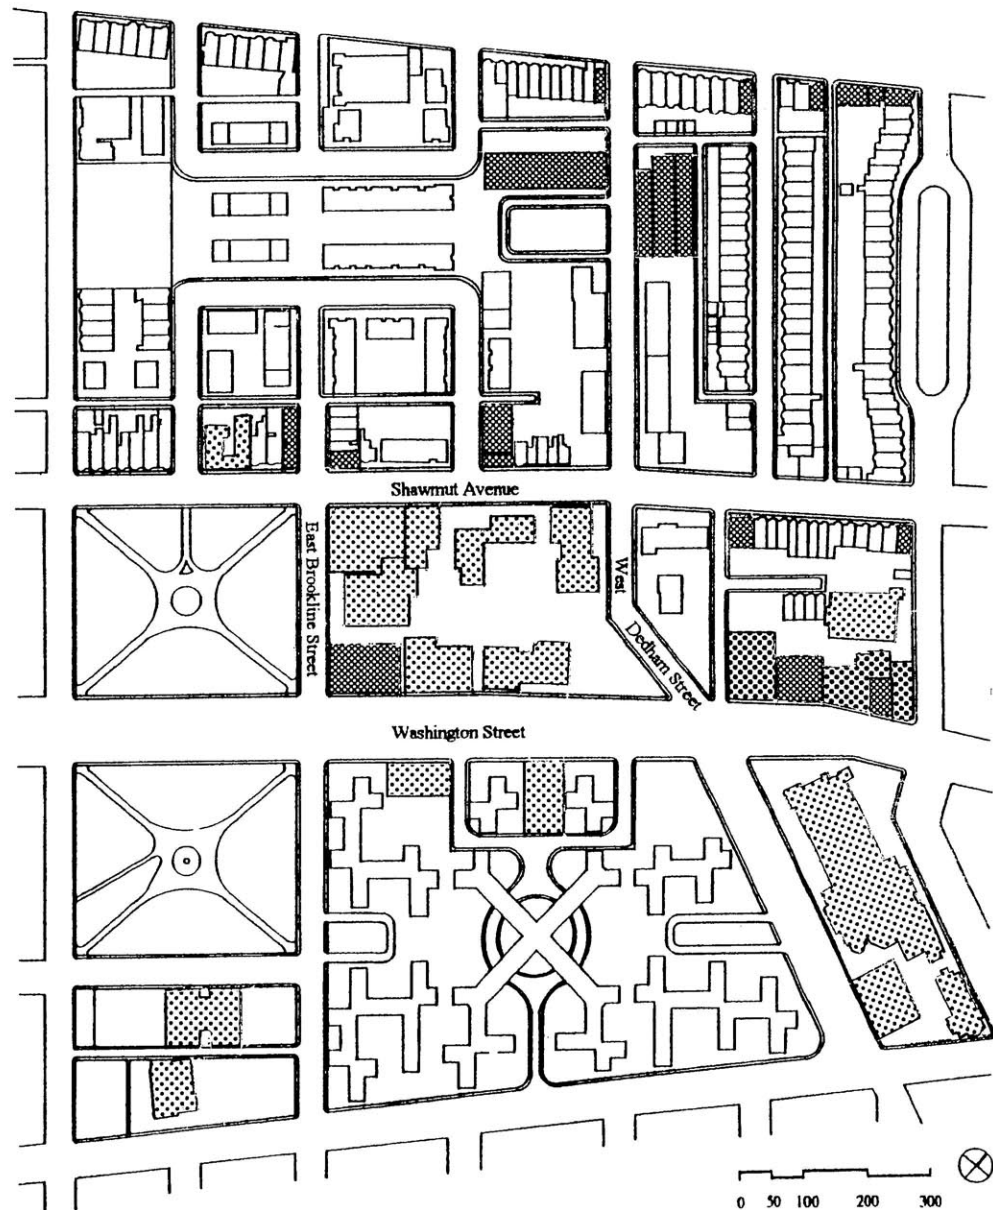 Shawmut Avenue
East Brookline Street
West
Dedham Street
Washington Street
0 50 100 200 300